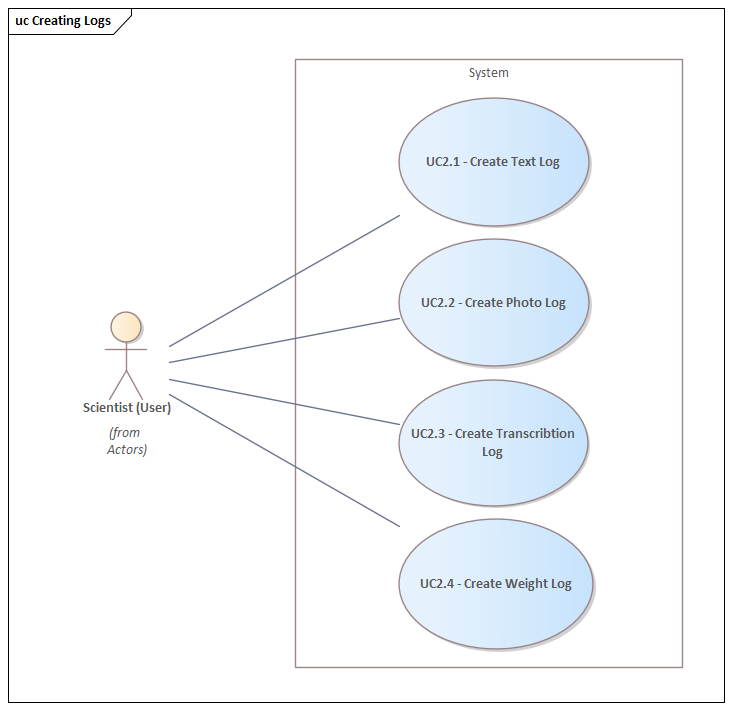 uc Creating Logs
System
UC2.1 - Create Text Log
UC2.2 - Create Photo Log
Scientist (User)
(from
Actors)
UC2.3 - Create Transcribtion
Log
UC2.4 - Create Weight Log